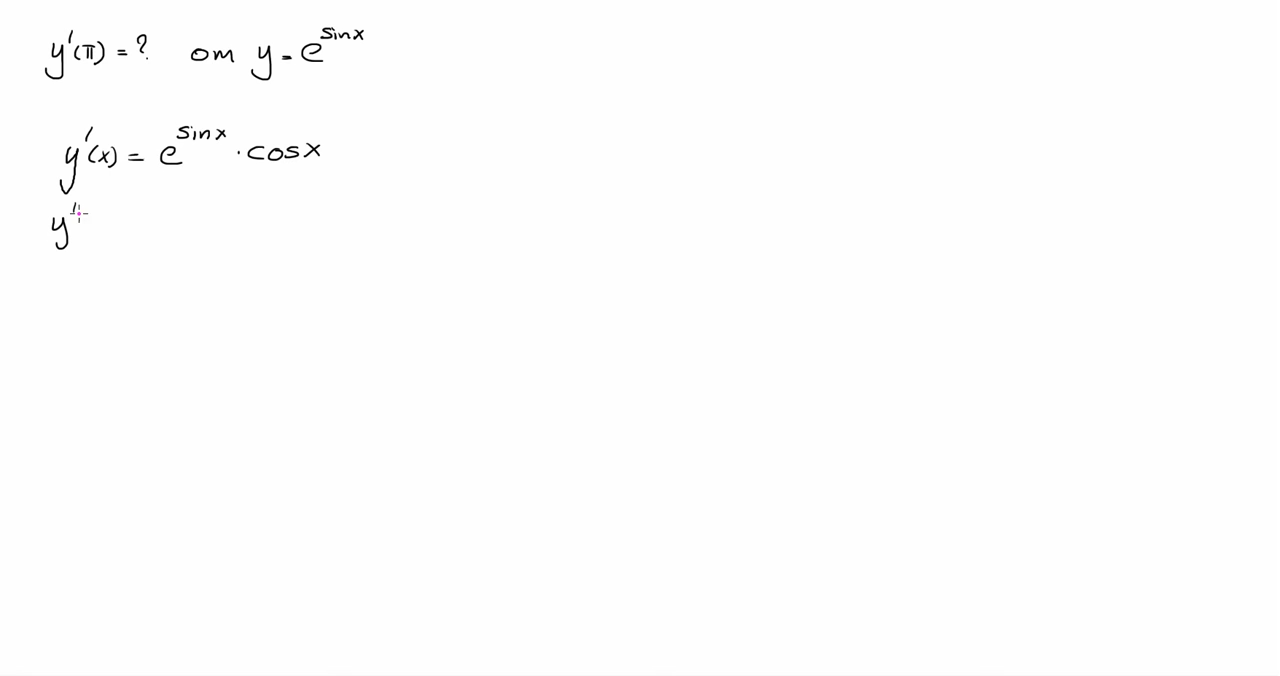 y'(π) = ? om y = e^sinx
y'(x) = e^sinx · cosx
y'